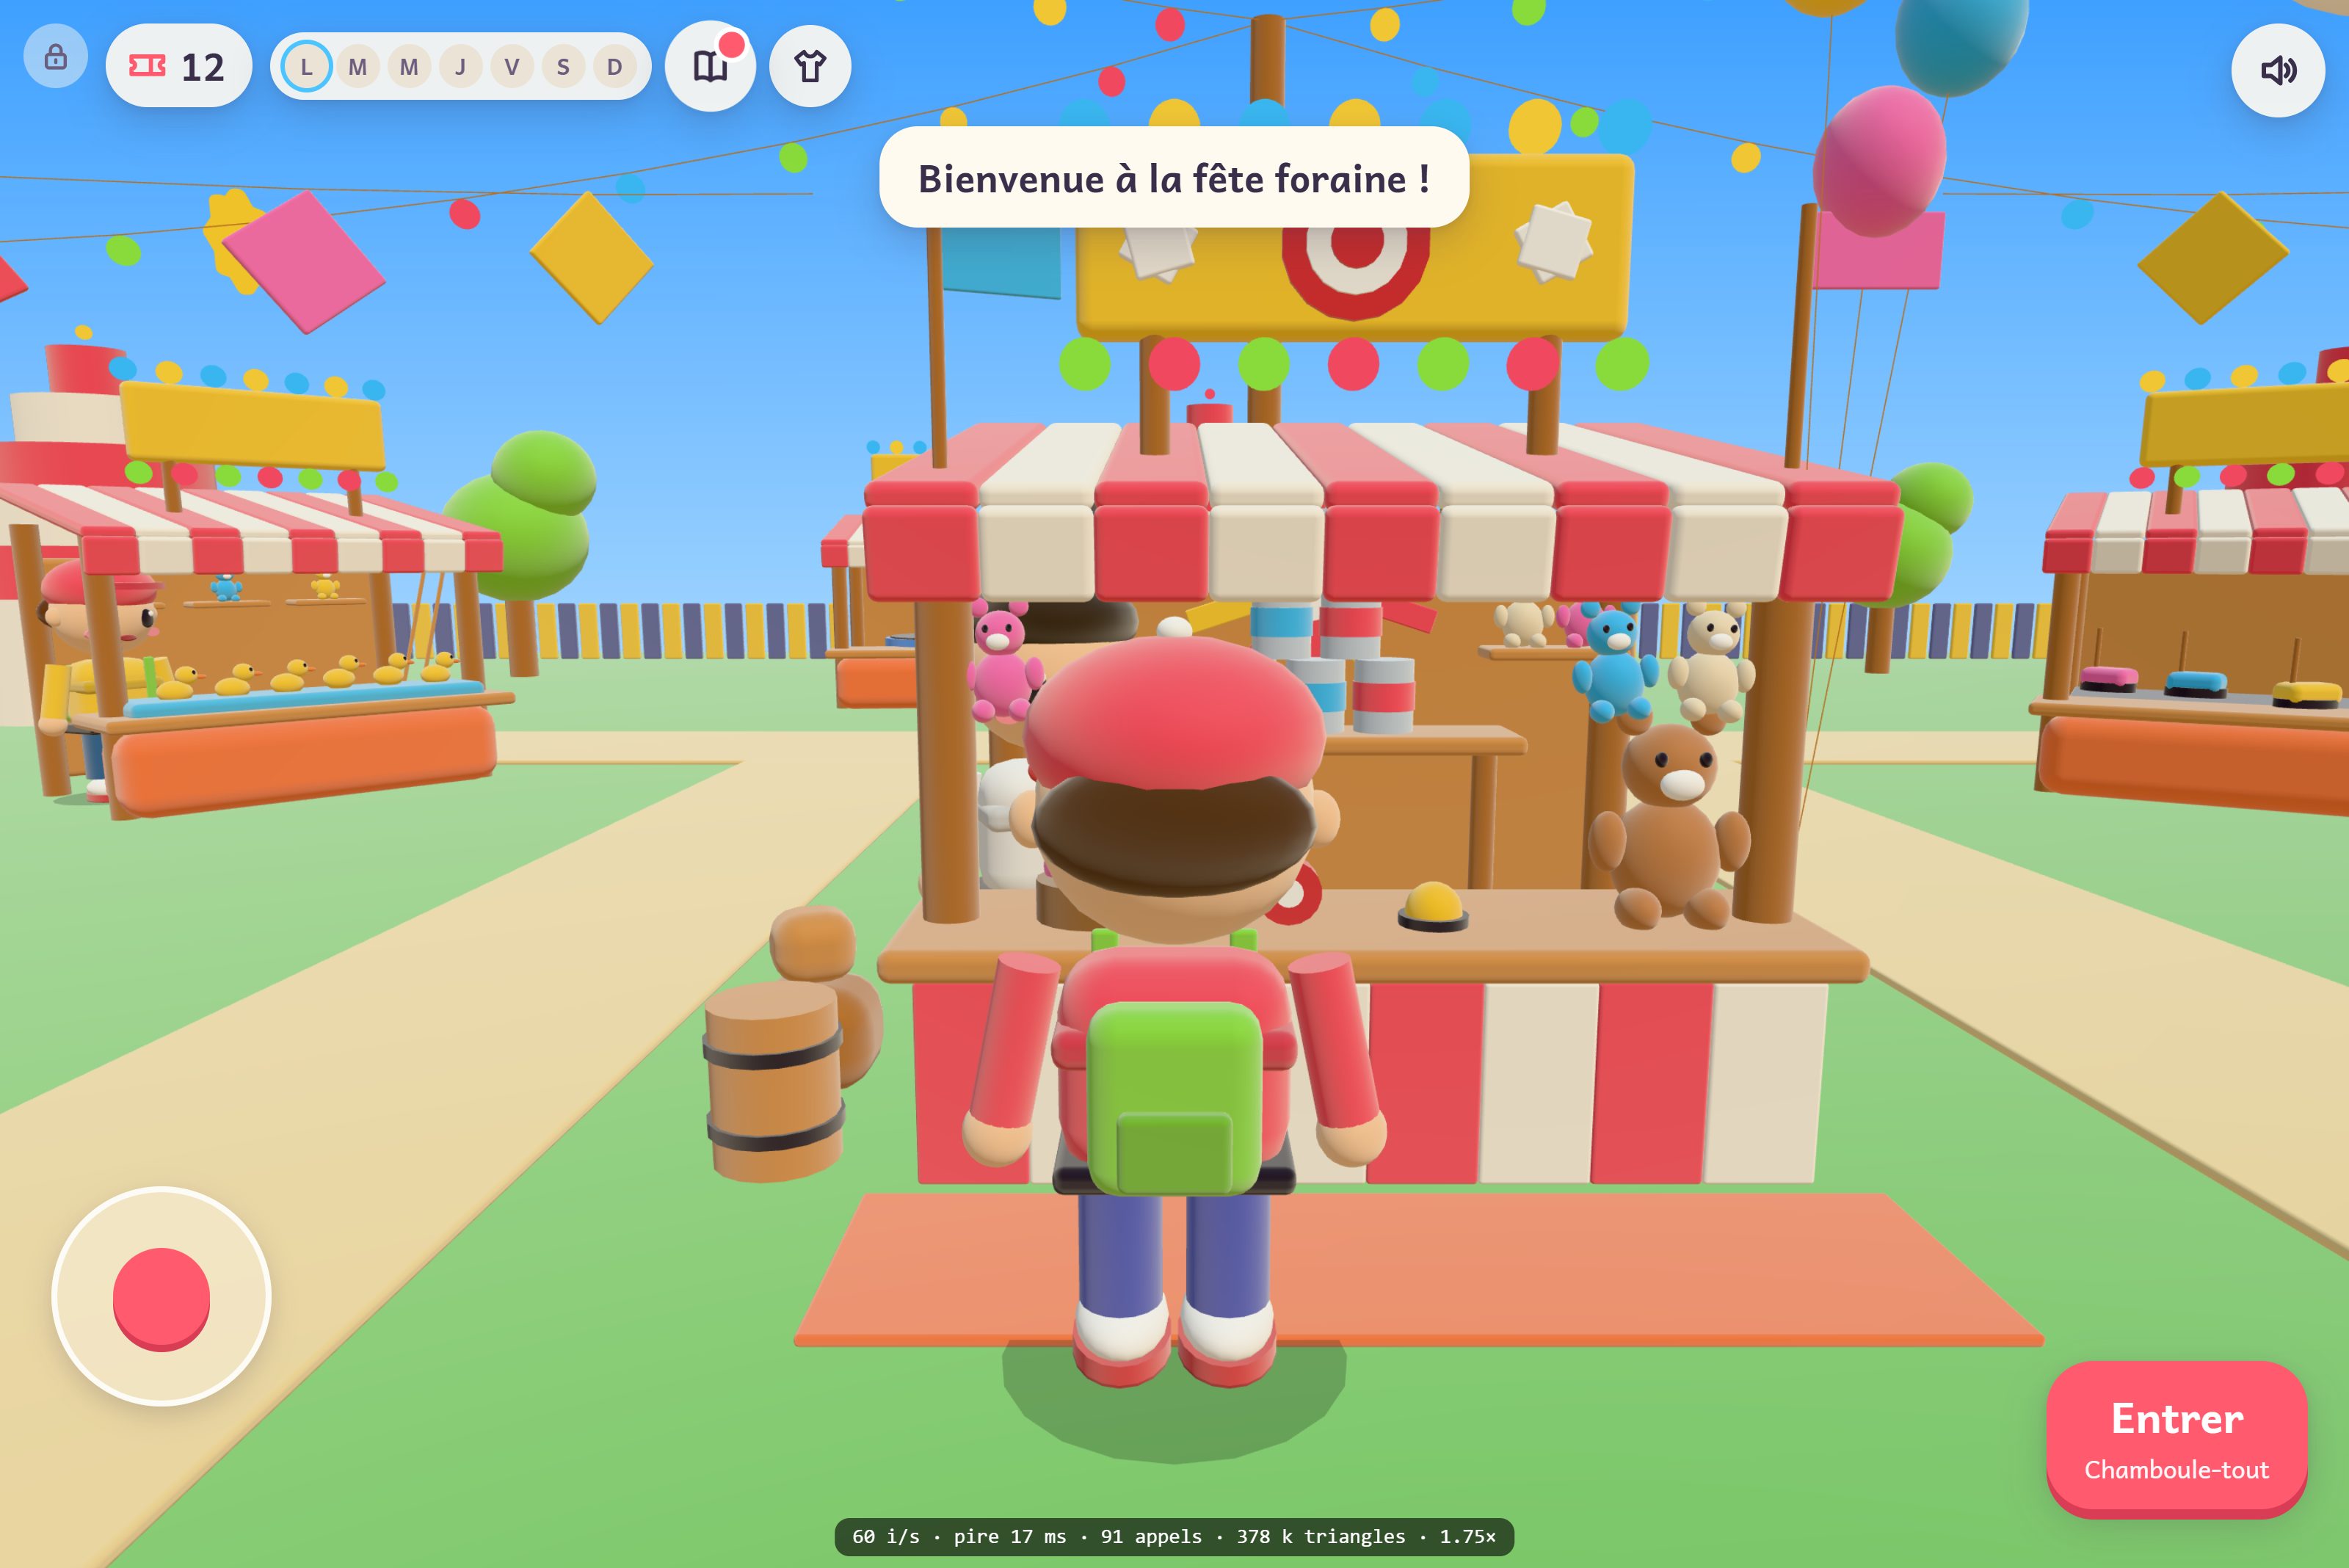 12
L M M J V S D
Bienvenue à la fête foraine !
Entrer
Chamboule-tout
60 i/s · pire 17 ms · 91 appels · 378 k triangles · 1.75×